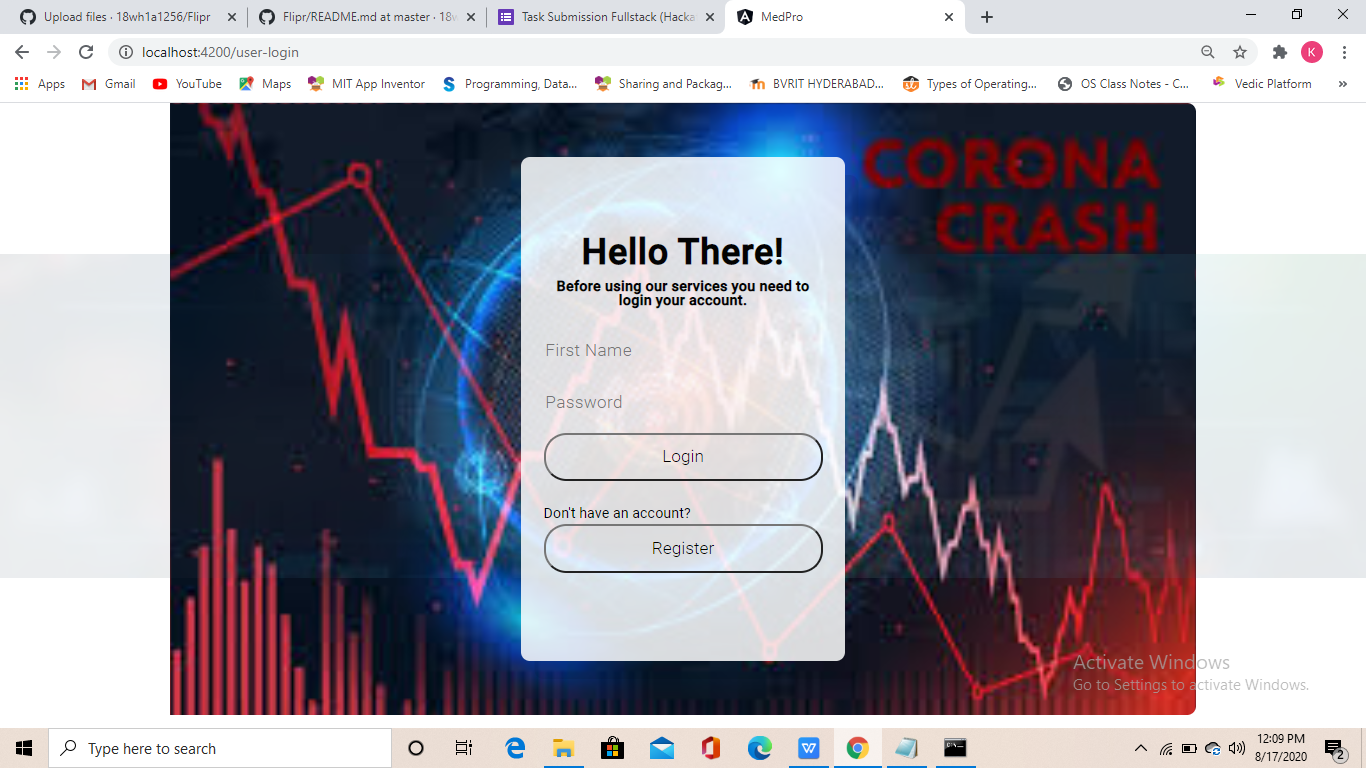 Upload files · 18wh1a1256/Flipr
Flipr/README.md at master · 18w
Task Submission Fullstack (Hacka
MedPro
localhost:4200/user-login
K
Apps
Gmail
YouTube
Maps
MIT App Inventor
Programming, Data...
Sharing and Packag...
BVRIT HYDERABAD...
Types of Operating...
OS Class Notes - C...
Vedic Platform
»
CORONA
CRASH
Hello There!
Before using our services you need to
login your account.
First Name
Password
Login
Don't have an account?
Register
Activate Windows
Go to Settings to activate Windows.
Type here to search
12:09 PM
8/17/2020
2